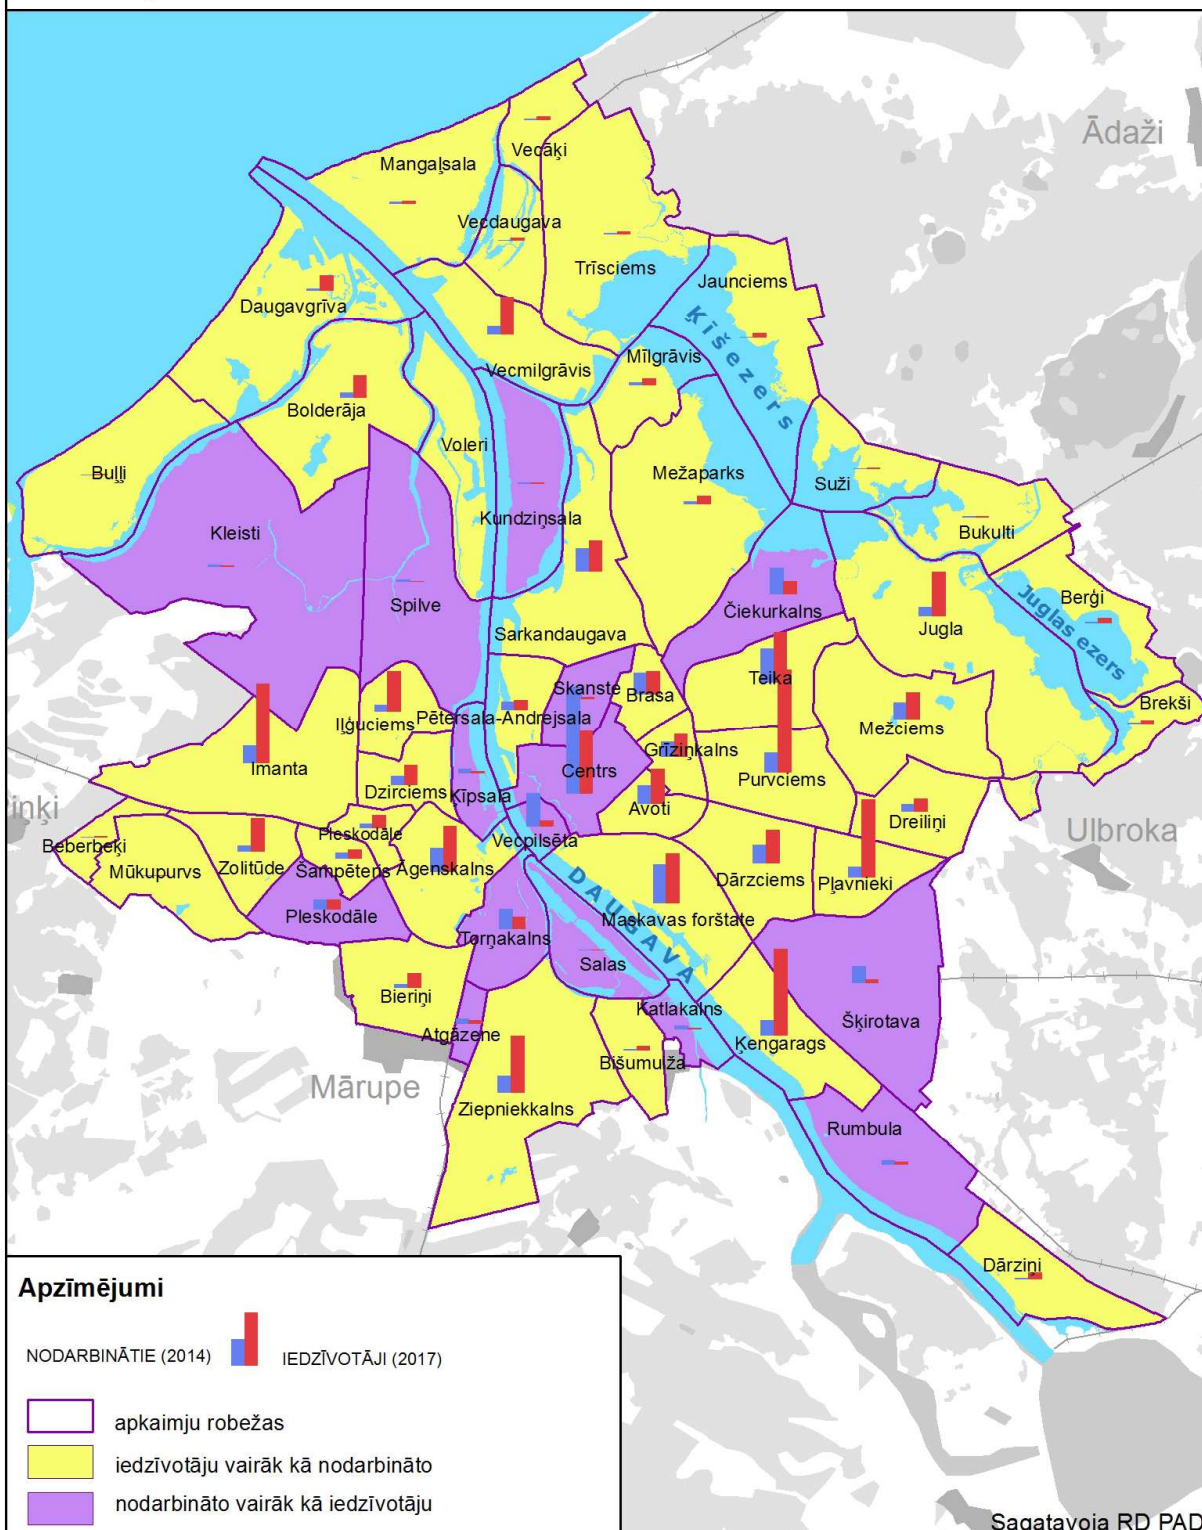 Ādaži
Vecāķi
Mangaļsala
Vecdaugava
Trīsciems
Jaunciems
Daugavgrīva
Ķīšezers
Vecmilgrāvis
Mīlgrāvis
Bolderāja
Voleri
Buļļi
Mežaparks
Suži
Kundziņsala
Bukulti
Kleisti
Spilve
Berģi
Čiekurkalns
Jugla
Juglas ezers
Sarkandaugava
Teika
Skanste
Brasa
Brekši
Iļģuciems
Pētersala-Andrejsala
Mežciems
Grīziņkalns
Imanta
Centrs
Purvciems
Dzirciems
Ķīpsala
Avoti
iņķi
Dreiliņi
Ulbroka
Pleskodāle
Vecpilsēta
Beberbeķi
Mūkupurvs
Zolitūde
Šampēteris
Āgenskalns
Dārzciems
Pļavnieki
DAUGAVA
Pleskodāle
Maskavas forštate
Torņakalns
Salas
Bieriņi
Katlakalns
Šķirotava
Atgāzene
Ķengarags
Bišumuiža
Mārupe
Ziepniekkalns
Rumbula
Dārziņi
Apzīmējumi
NODARBINĀTIE (2014) IEDZĪVOTĀJI (2017)
apkaimju robežas
iedzīvotāju vairāk kā nodarbināto
nodarbināto vairāk kā iedzīvotāju
Sagatavoja RD PAD